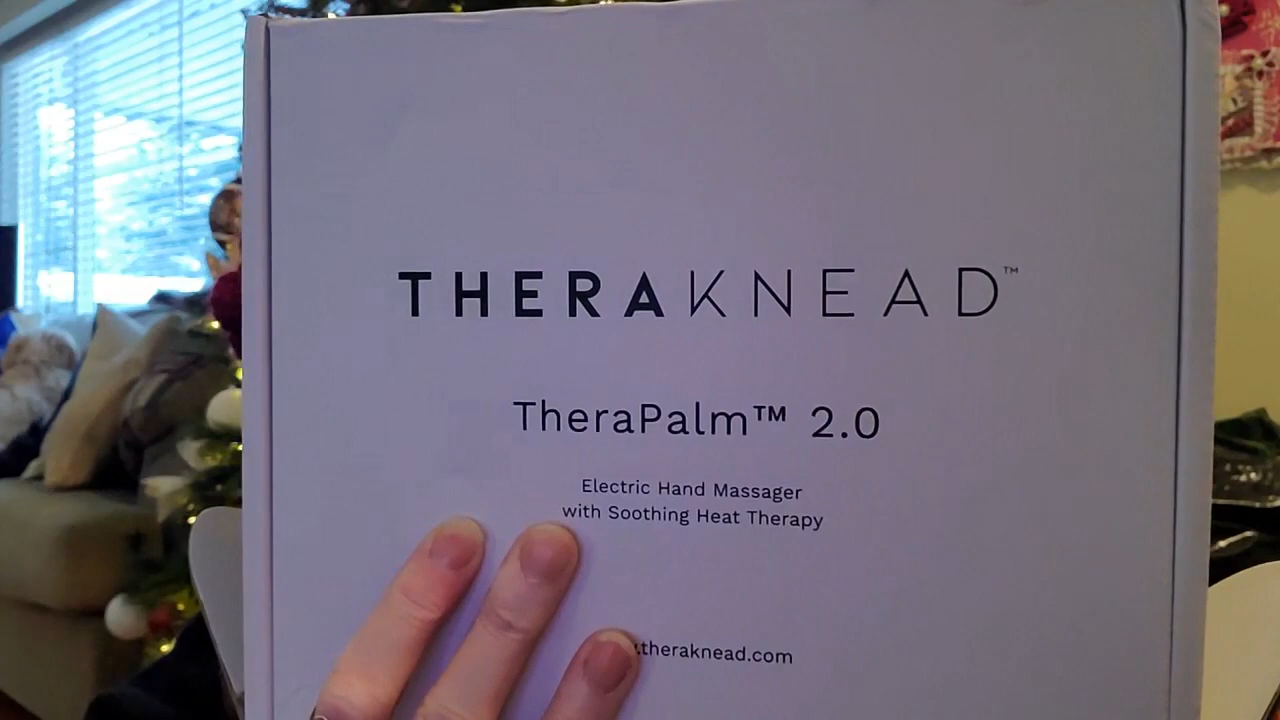 THERAKNEAD™
TheraPalm™ 2.0
Electric Hand Massager
with Soothing Heat Therapy
.theraknead.com